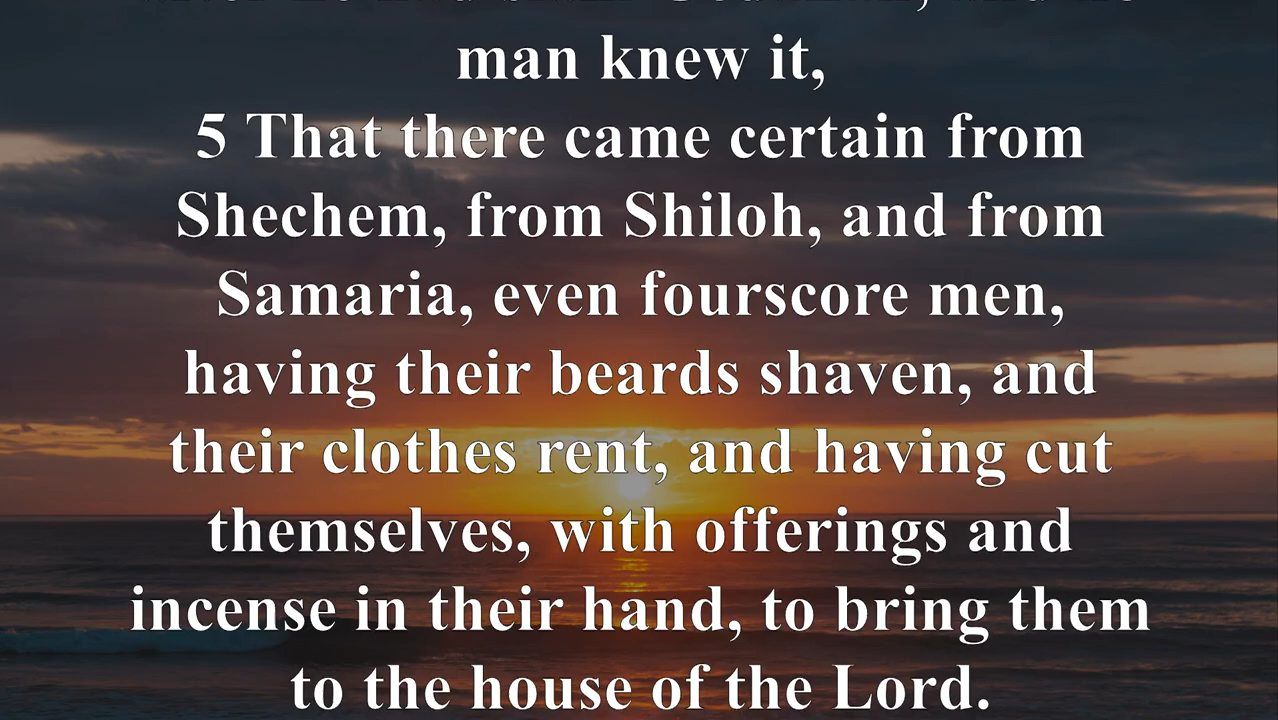 man knew it,
5 That there came certain from
Shechem, from Shiloh, and from
Samaria, even fourscore men,
having their beards shaven, and
their clothes rent, and having cut
themselves, with offerings and
incense in their hand, to bring them
to the house of the Lord.